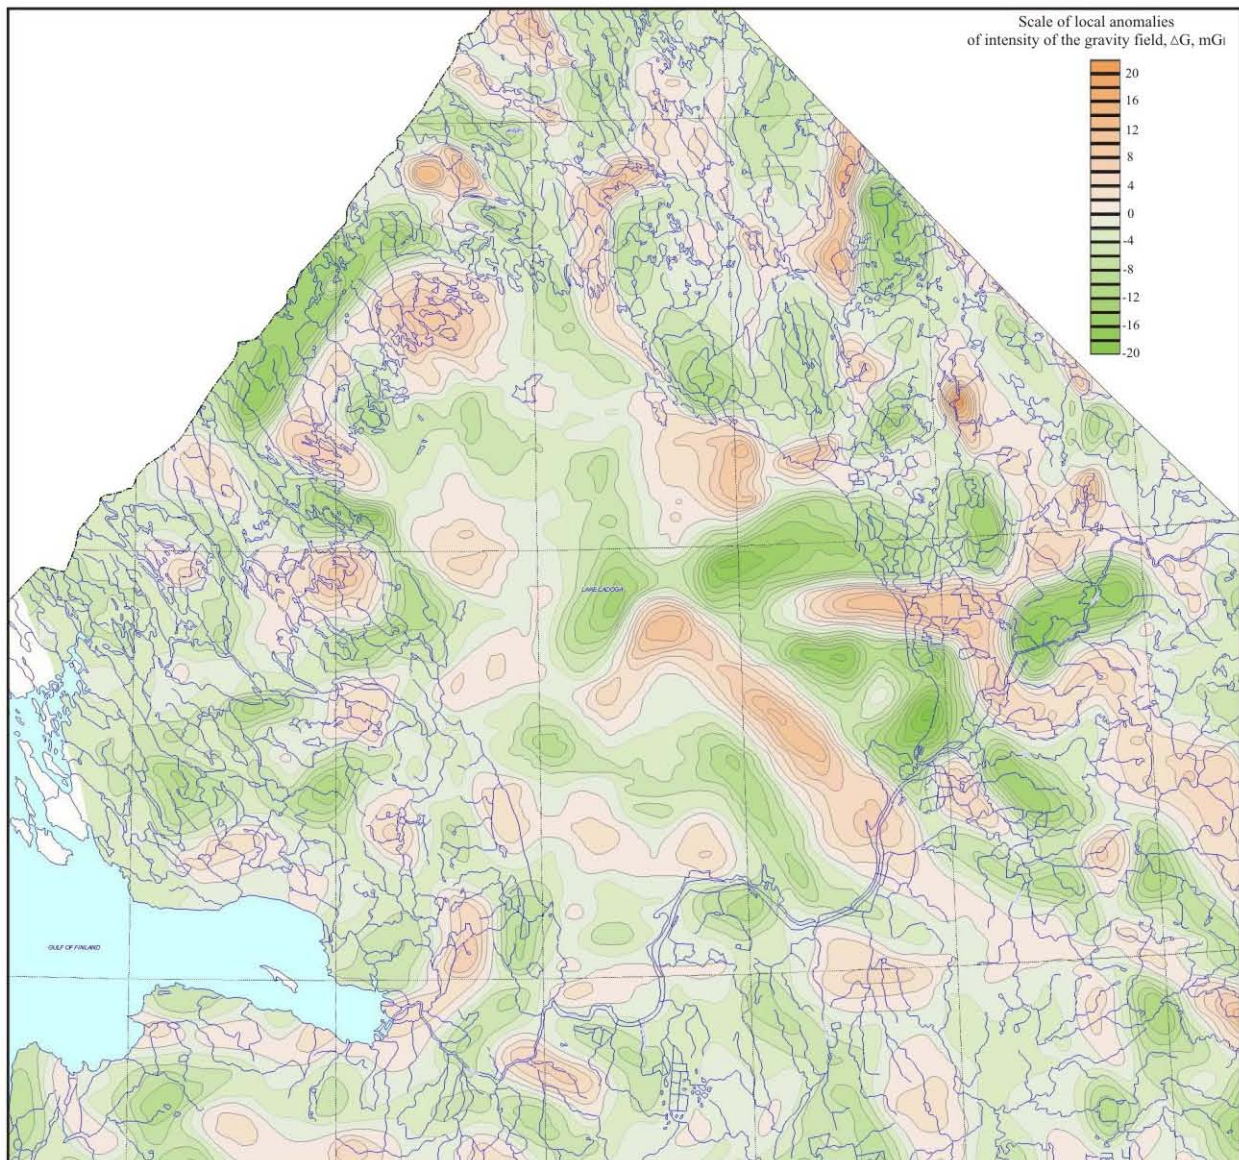 Scale of local anomalies
of intensity of the gravity field, ΔG, mGl
20
16
12
8
4
0
-4
-8
-12
-16
-20
LAKE LADOGA
GULF OF FINLAND